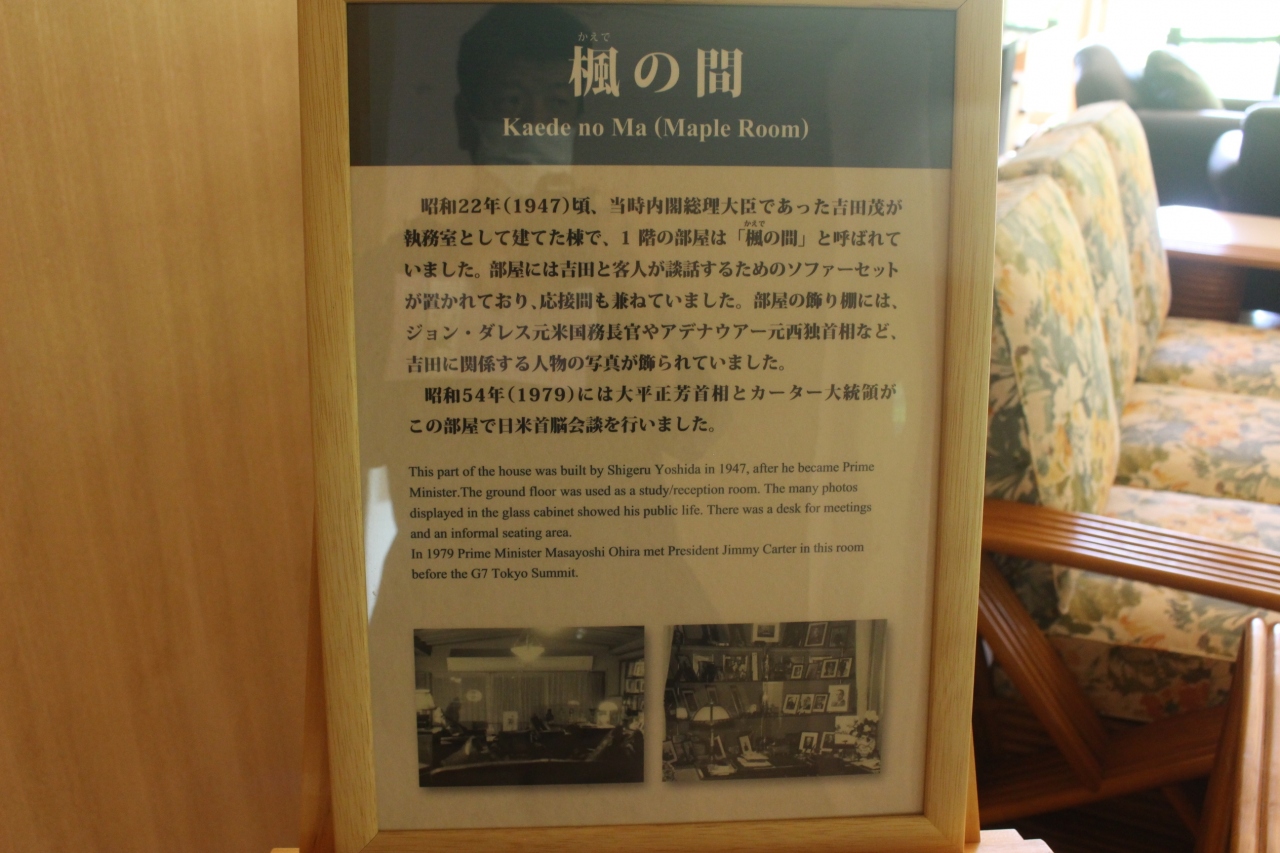 かえで
楓の間
Kaede no Ma (Maple Room)
昭和22年(1947)頃、当時内閣総理大臣であった吉田茂が
かえで
執務室として建てた棟で、1 階の部屋は「楓の間」と呼ばれて
いました。部屋には吉田と客人が談話するためのソファーセット
が置かれており、応接間も兼ねていました。部屋の飾り棚には、
ジョン・ダレス元米国務長官やアデナウアー元西独首相など、
吉田に関係する人物の写真が飾られていました。
昭和54年(1979)には大平正芳首相とカーター大統領が
この部屋で日米首脳会談を行いました。
This part of the house was built by Shigeru Yoshida in 1947, after he became Prime
Minister.The ground floor was used as a study/reception room. The many photos
displayed in the glass cabinet showed his public life. There was a desk for meetings
and an informal seating area.
In 1979 Prime Minister Masayoshi Ohira met President Jimmy Carter in this room
before the G7 Tokyo Summit.